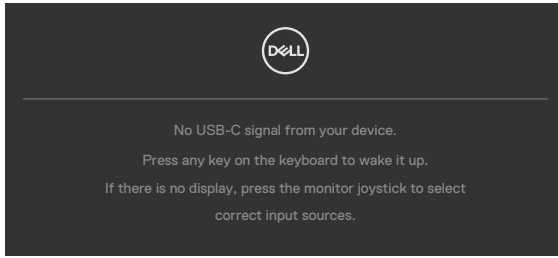 DELL
No USB-C signal from your device.
Press any key on the keyboard to wake it up.
If there is no display, press the monitor joystick to select
correct input sources.